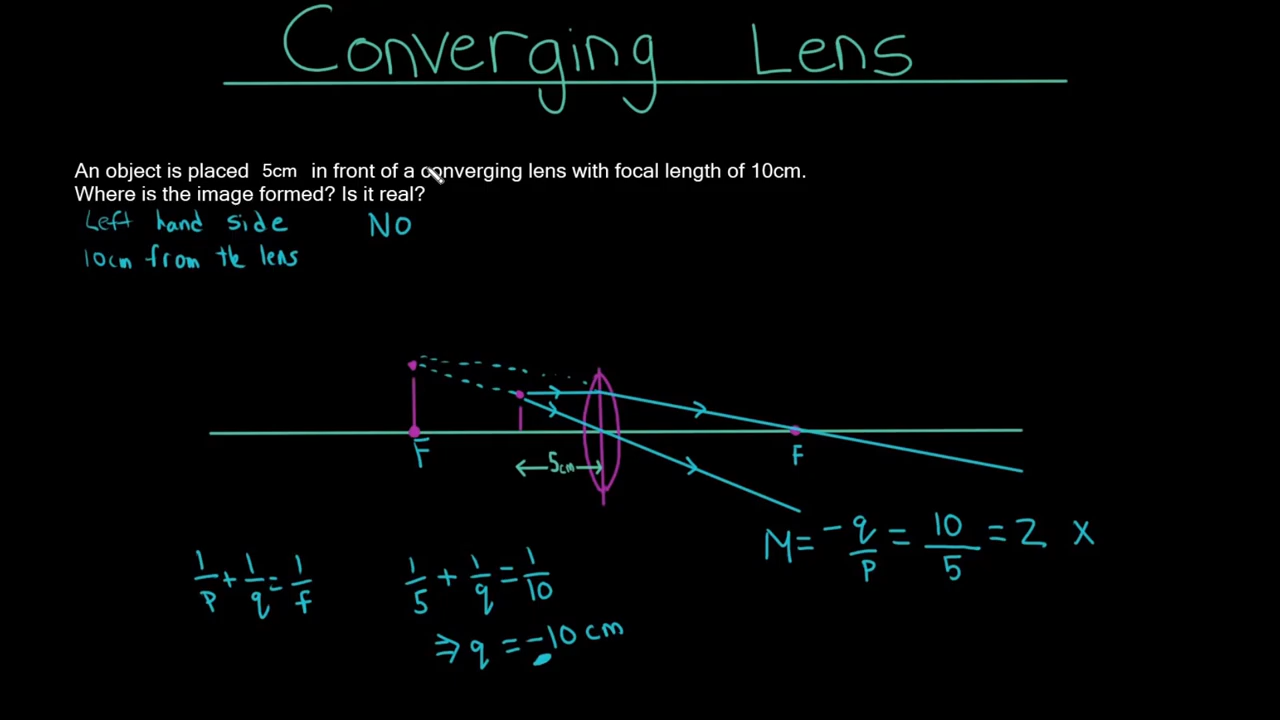 Converging Lens
An object is placed 5cm in front of a converging lens with focal length of 10cm.
Where is the image formed? Is it real?
Left hand side NO
10cm from the lens
F
5cm
F
M = -q/p = 10/5 = 2 x
1/p + 1/q = 1/f
1/5 + 1/q = 1/10
⇒ q = -10 cm